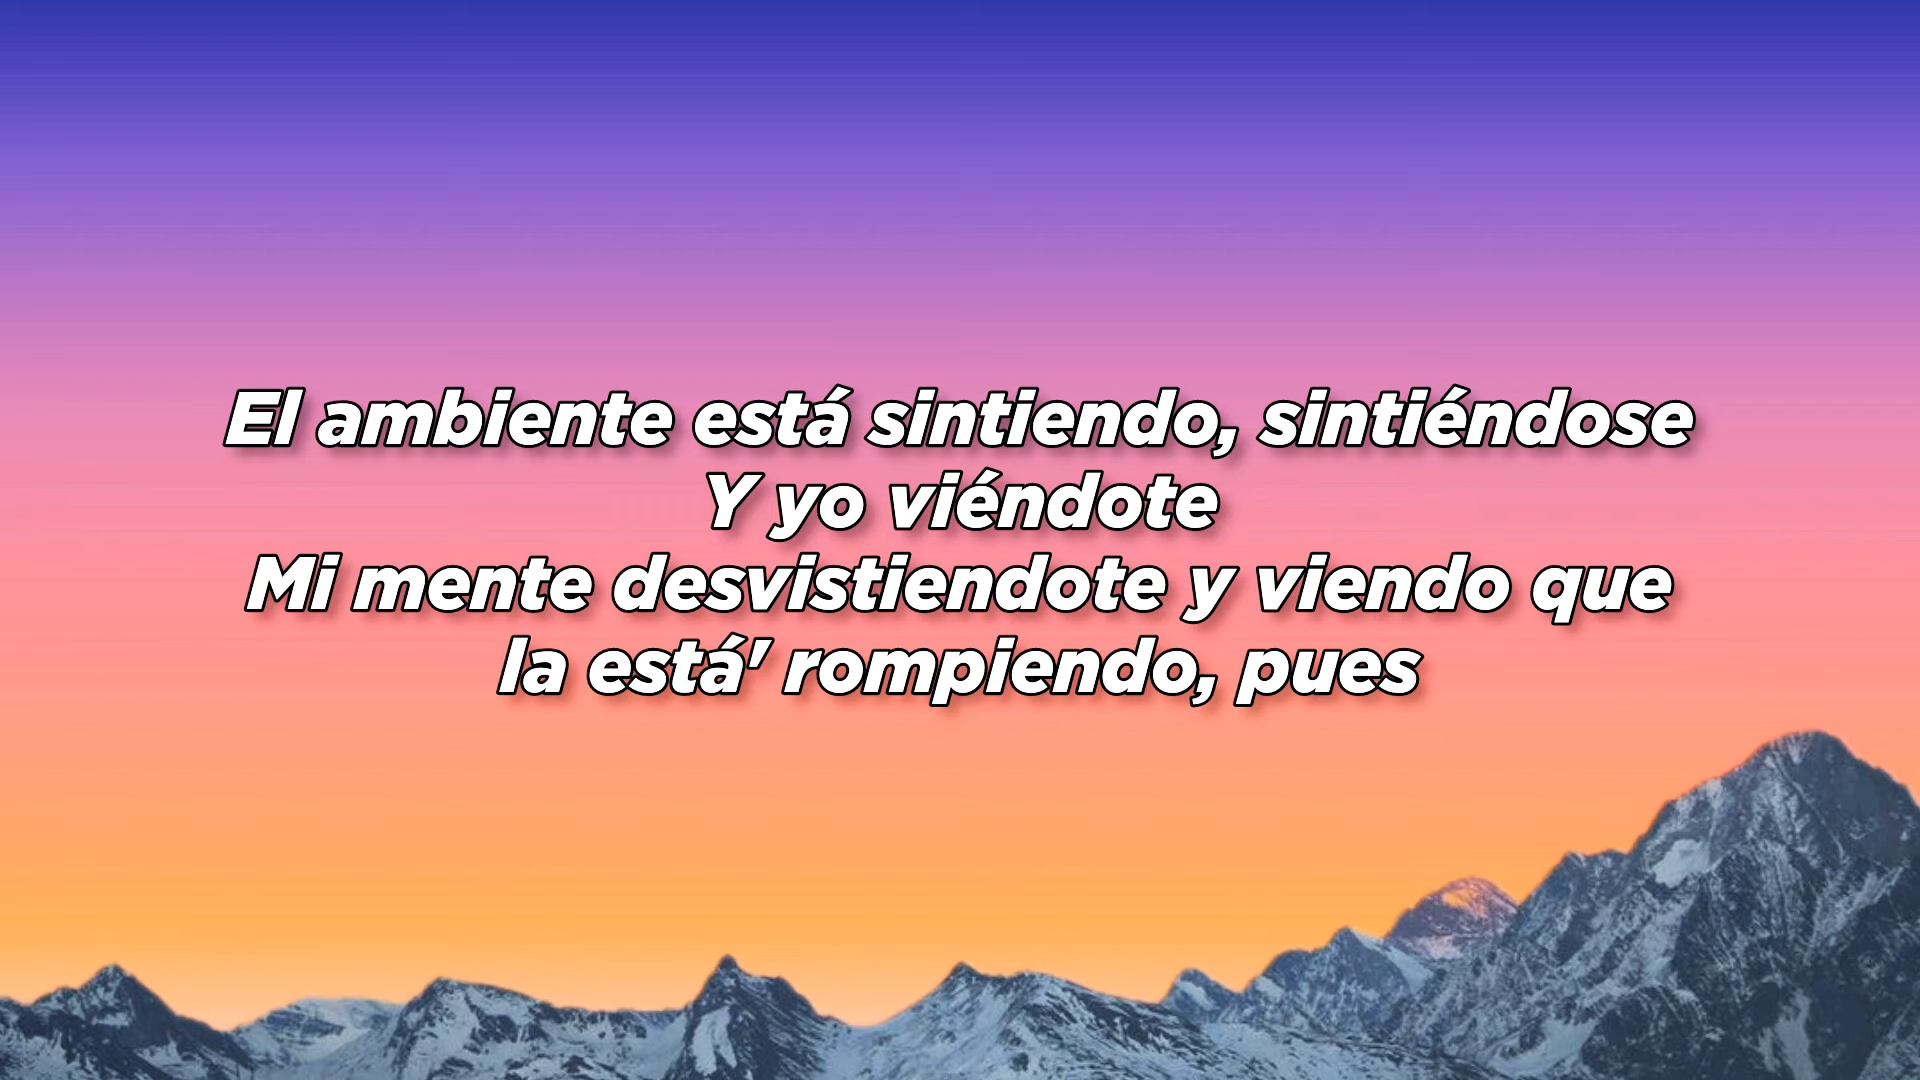 El ambiente está sintiendo, sintiéndose
Y yo viéndote
Mi mente desvistiendote y viendo que
la está' rompiendo, pues